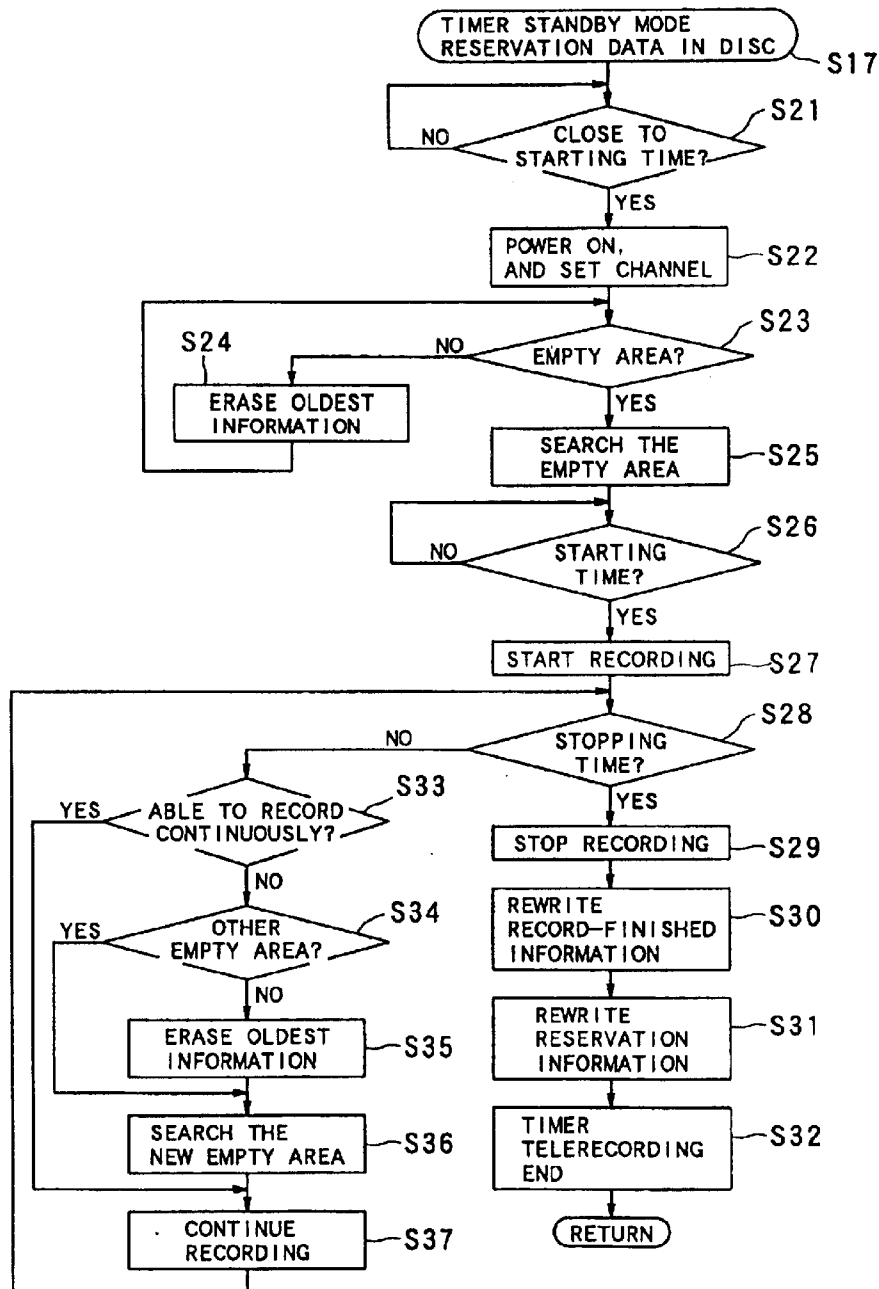 TIMER STANDBY MODE
RESERVATION DATA IN DISC
S17
S21
NO
CLOSE TO
STARTING TIME?
YES
POWER ON,
AND SET CHANNEL
S22
S23
S24
NO
EMPTY AREA?
ERASE OLDEST
INFORMATION
YES
SEARCH THE
EMPTY AREA
S25
S26
NO
STARTING
TIME?
YES
START RECORDING
S27
S28
NO
STOPPING
TIME?
S33
YES
ABLE TO RECORD
CONTINUOUSLY?
YES
STOP RECORDING
S29
NO
S34
YES
OTHER
EMPTY AREA?
REWRITE
RECORD-FINISHED
INFORMATION
S30
NO
ERASE OLDEST
INFORMATION
S35
REWRITE
RESERVATION
INFORMATION
S31
SEARCH THE
NEW EMPTY AREA
S36
TIMER
TELERECORDING
END
S32
CONTINUE
RECORDING
S37
RETURN